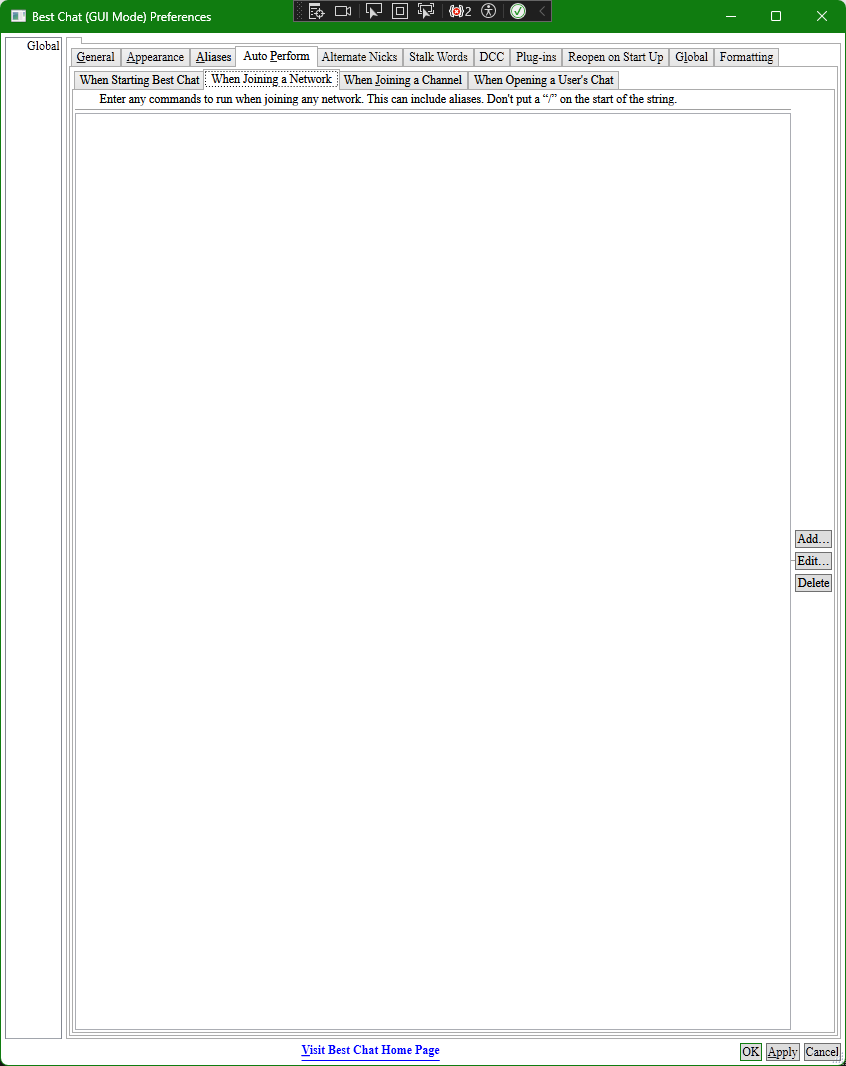 Best Chat (GUI Mode) Preferences
2
Global
General Appearance Aliases Auto Perform Alternate Nicks Stalk Words DCC Plug-ins Reopen on Start Up Global Formatting
When Starting Best Chat When Joining a Network When Joining a Channel When Opening a User's Chat
Enter any commands to run when joining any network. This can include aliases. Don't put a “/” on the start of the string.
Add...
Edit...
Delete
Visit Best Chat Home Page
OK Apply Cancel